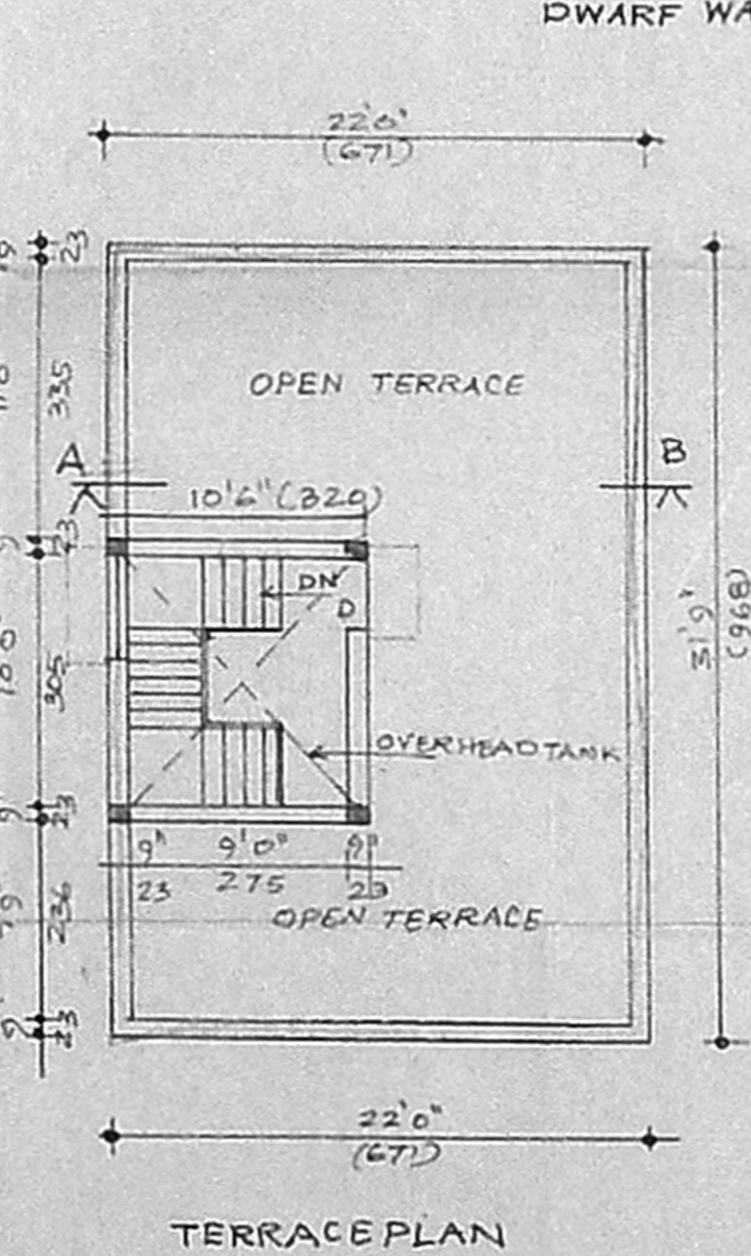 DWARF WA
22'0"
(671)
23
335
OPEN TERRACE
A
B
10'6" (320)
23
DN
D
305
31'9"
(968)
OVERHEAD TANK
23
9" 9'0" 9"
23 275 23
236
OPEN TERRACE
23
22'0"
(671)
TERRACE PLAN